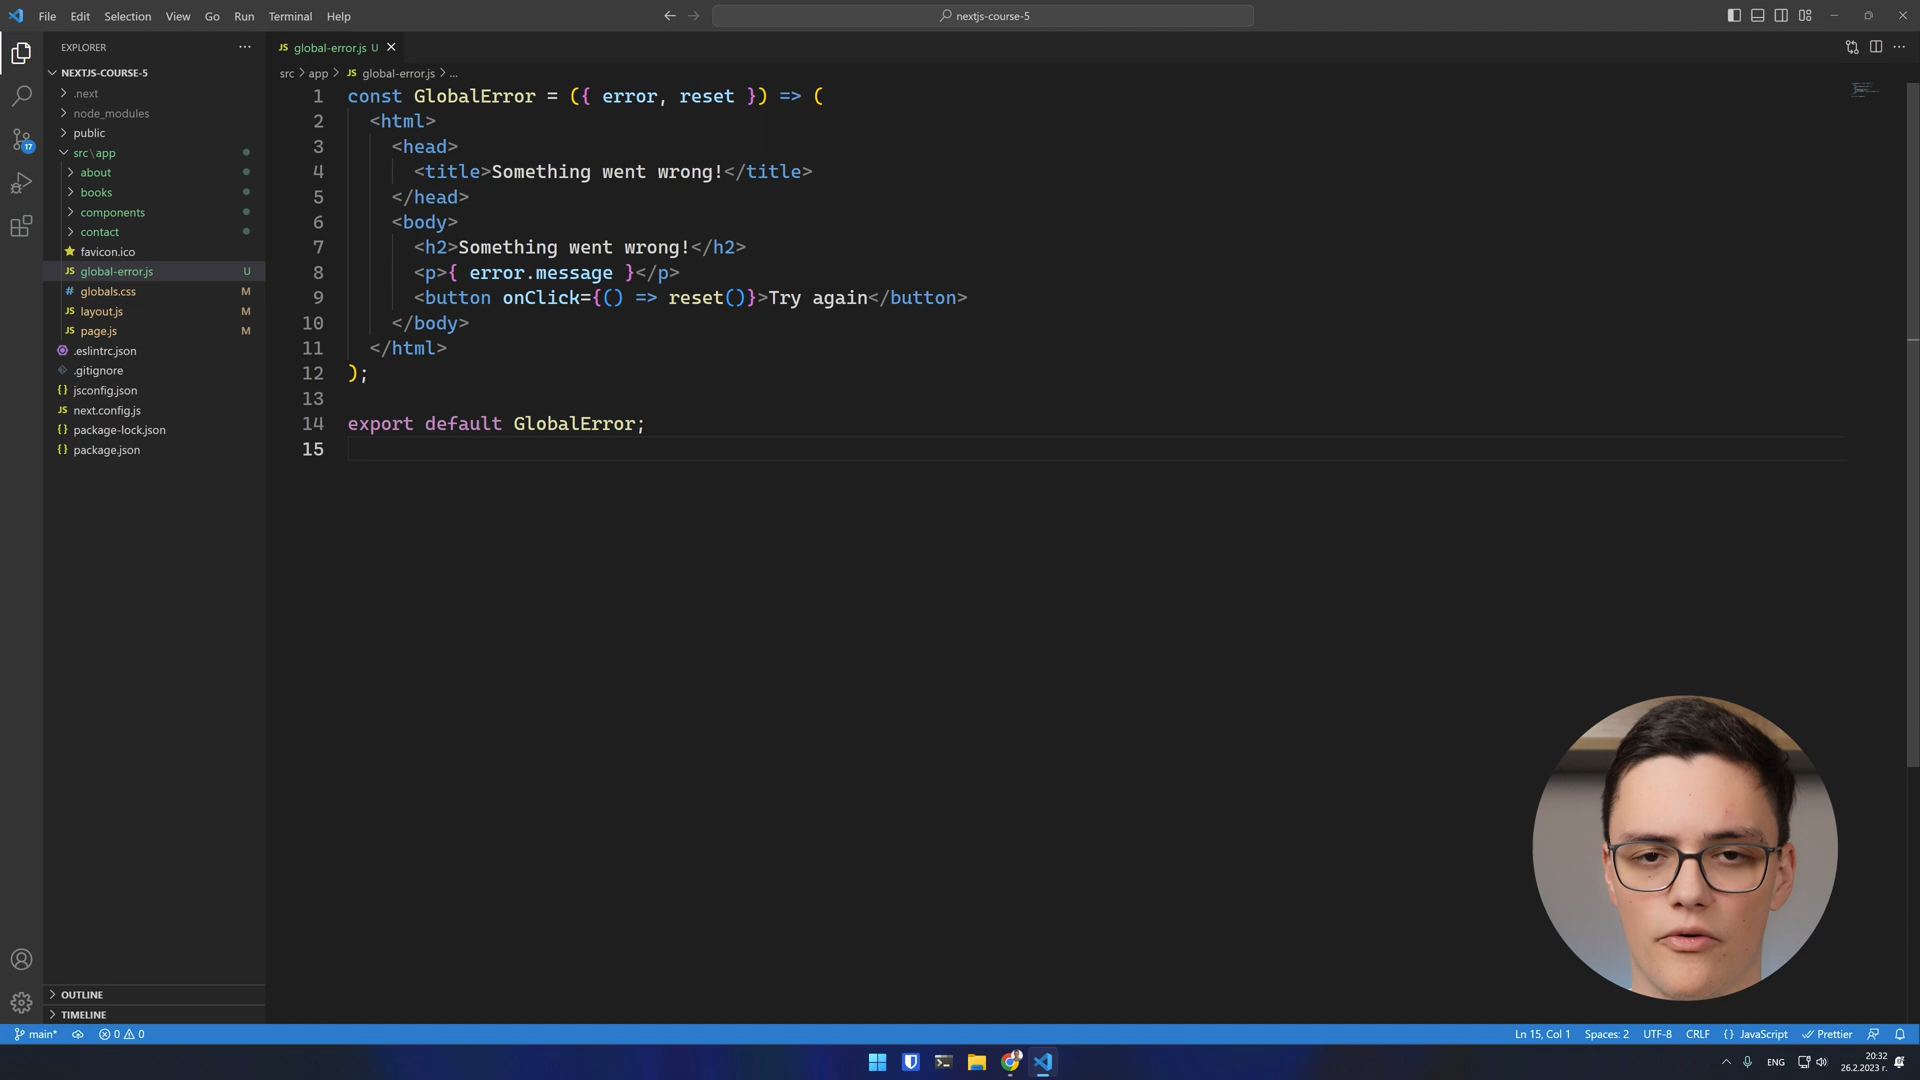 File Edit Selection View Go Run Terminal Help
nextjs-course-5
EXPLORER
NEXTJS-COURSE-5
.next
node_modules
public
src\app
about
books
components
contact
favicon.ico
global-error.js U
globals.css M
layout.js M
page.js M
.eslintrc.json
.gitignore
jsconfig.json
next.config.js
package-lock.json
package.json
OUTLINE
TIMELINE
17
JS global-error.js U
src > app > JS global-error.js > ...
1 const GlobalError = ({ error, reset }) => (
2 <html>
3 <head>
4 <title>Something went wrong!</title>
5 </head>
6 <body>
7 <h2>Something went wrong!</h2>
8 <p>{ error.message }</p>
9 <button onClick={() => reset()}>Try again</button>
10 </body>
11 </html>
12 );
13
14 export default GlobalError;
15
main* 0 0
Ln 15, Col 1 Spaces: 2 UTF-8 CRLF {} JavaScript Prettier
ENG
20:32
26.2.2023 г.